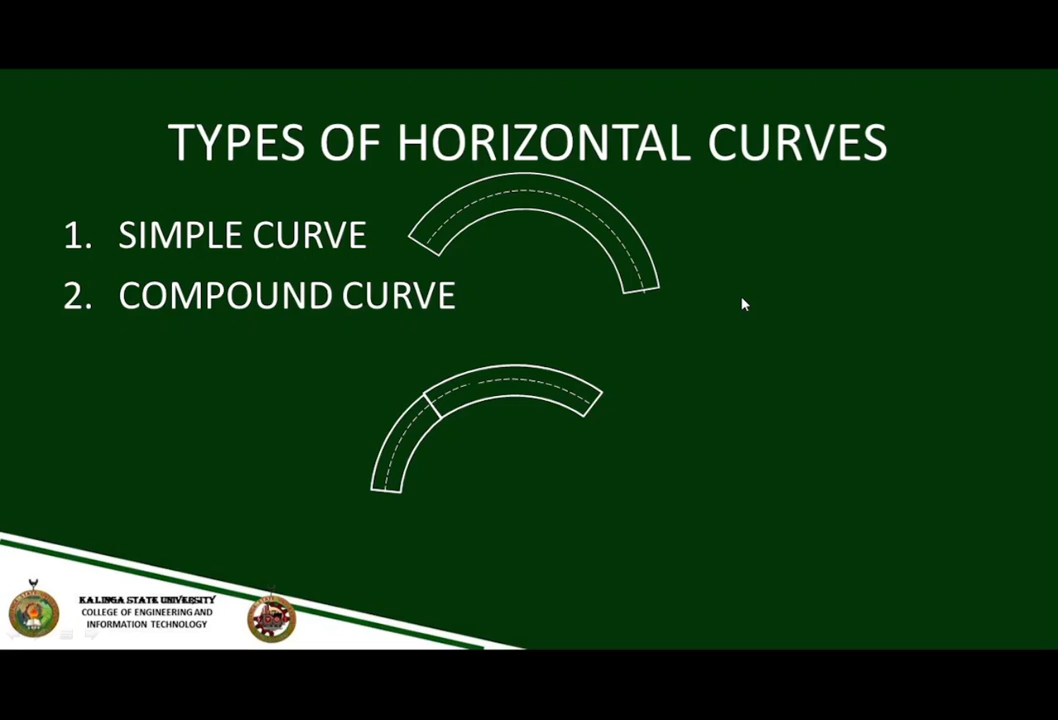 TYPES OF HORIZONTAL CURVES
1. SIMPLE CURVE
2. COMPOUND CURVE
KALINGA STATE UNIVERSITY
COLLEGE OF ENGINEERING AND
INFORMATION TECHNOLOGY